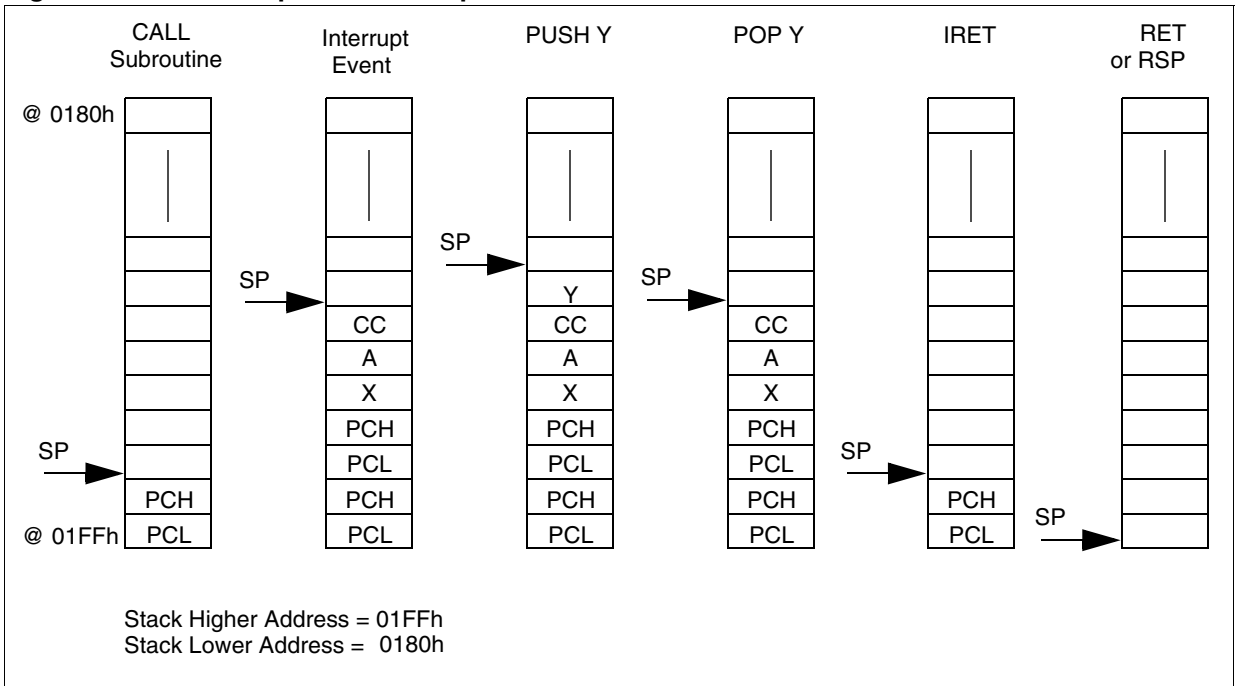 CALL
Subroutine
Interrupt
Event
PUSH Y
POP Y
IRET
RET
or RSP
@ 0180h
SP
SP
SP
Y
CC
CC
CC
A
A
A
X
X
X
PCH
PCH
PCH
SP
SP
PCL
PCL
PCL
PCH
PCH
PCH
PCH
PCH
SP
@ 01FFh
PCL
PCL
PCL
PCL
PCL
Stack Higher Address = 01FFh
Stack Lower Address = 0180h